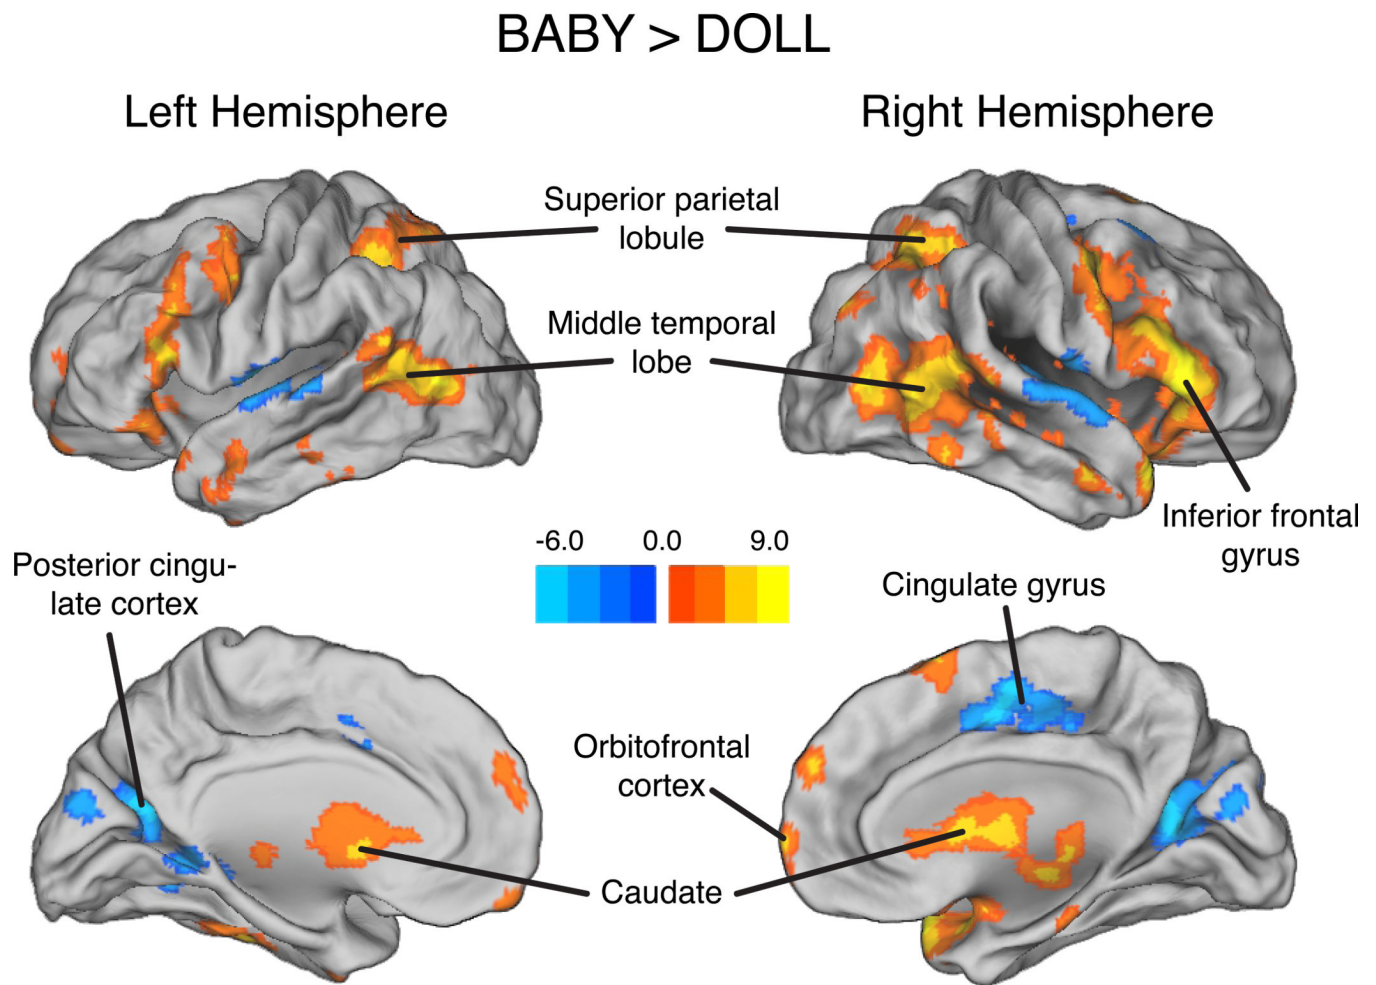 BABY > DOLL
Left Hemisphere
Right Hemisphere
Superior parietal
lobule
Middle temporal
lobe
Inferior frontal
gyrus
-6.0 0.0 9.0
Posterior cingu-
late cortex
Cingulate gyrus
Orbitofrontal
cortex
Caudate